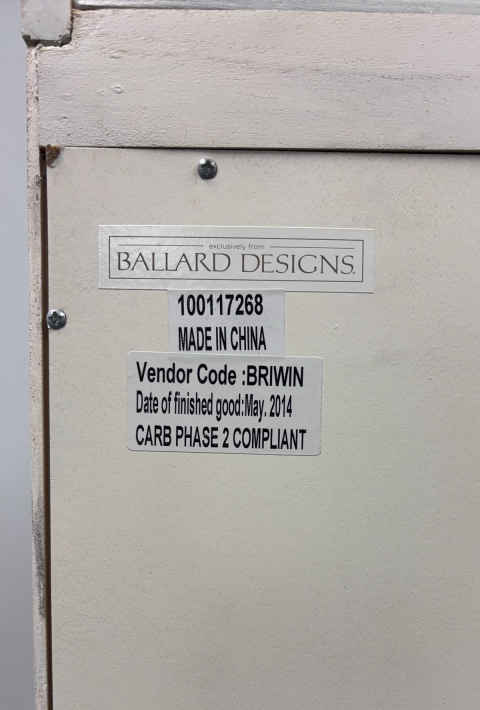 exclusively from
BALLARD DESIGNS.
100117268
MADE IN CHINA
Vendor Code :BRIWIN
Date of finished good:May. 2014
CARB PHASE 2 COMPLIANT